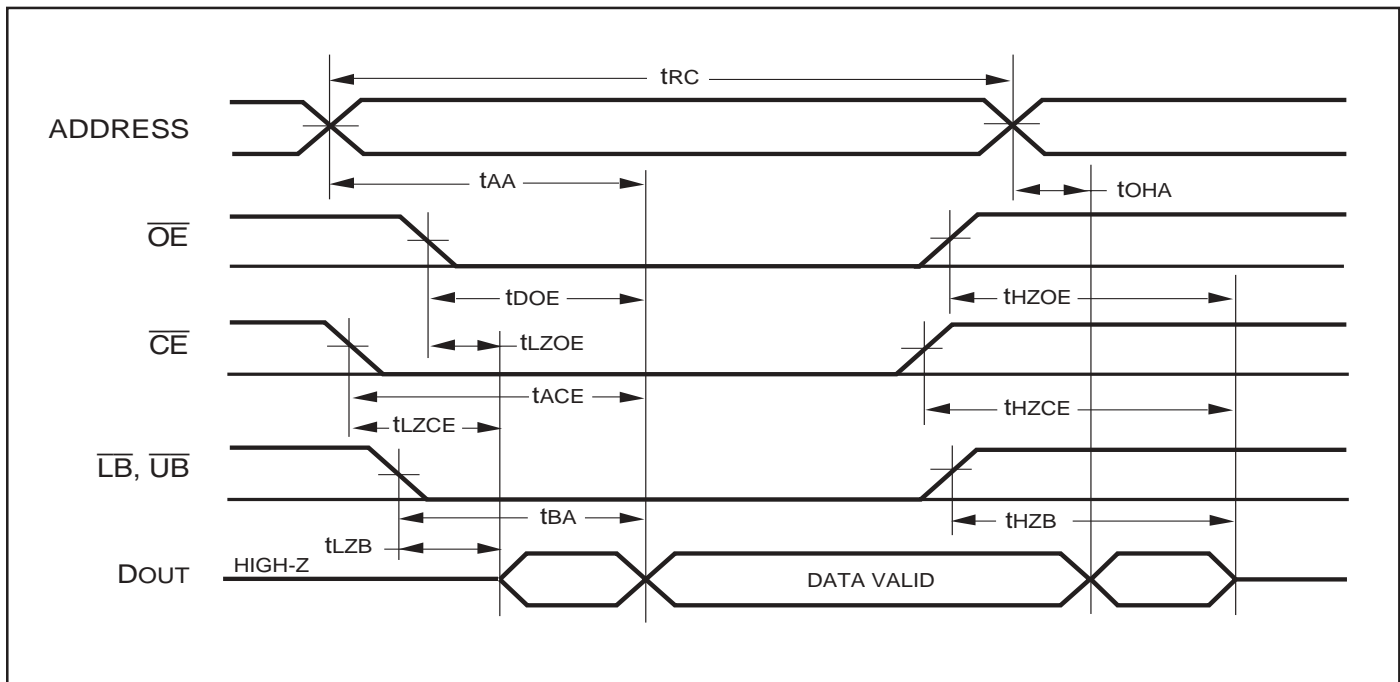 tRC
ADDRESS
tAA
tOHA
OE
tDOE
tHZOE
CE
tLZOE
tACE
tHZCE
tLZCE
LB, UB
tBA
tHZB
tLZB
DOUT
HIGH-Z
DATA VALID